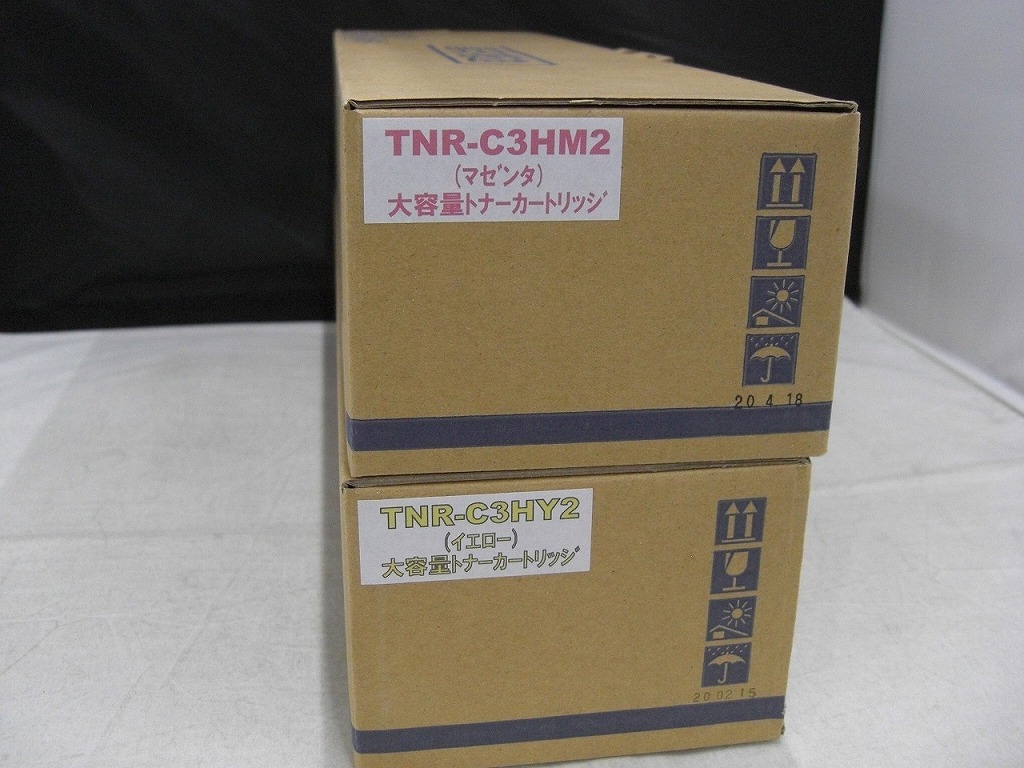 TNR-C3HM2
(マゼンタ)
大容量トナーカートリッジ
20 4 18
TNR-C3HY2
(イエロー)
大容量トナーカートリッジ
20 02 15